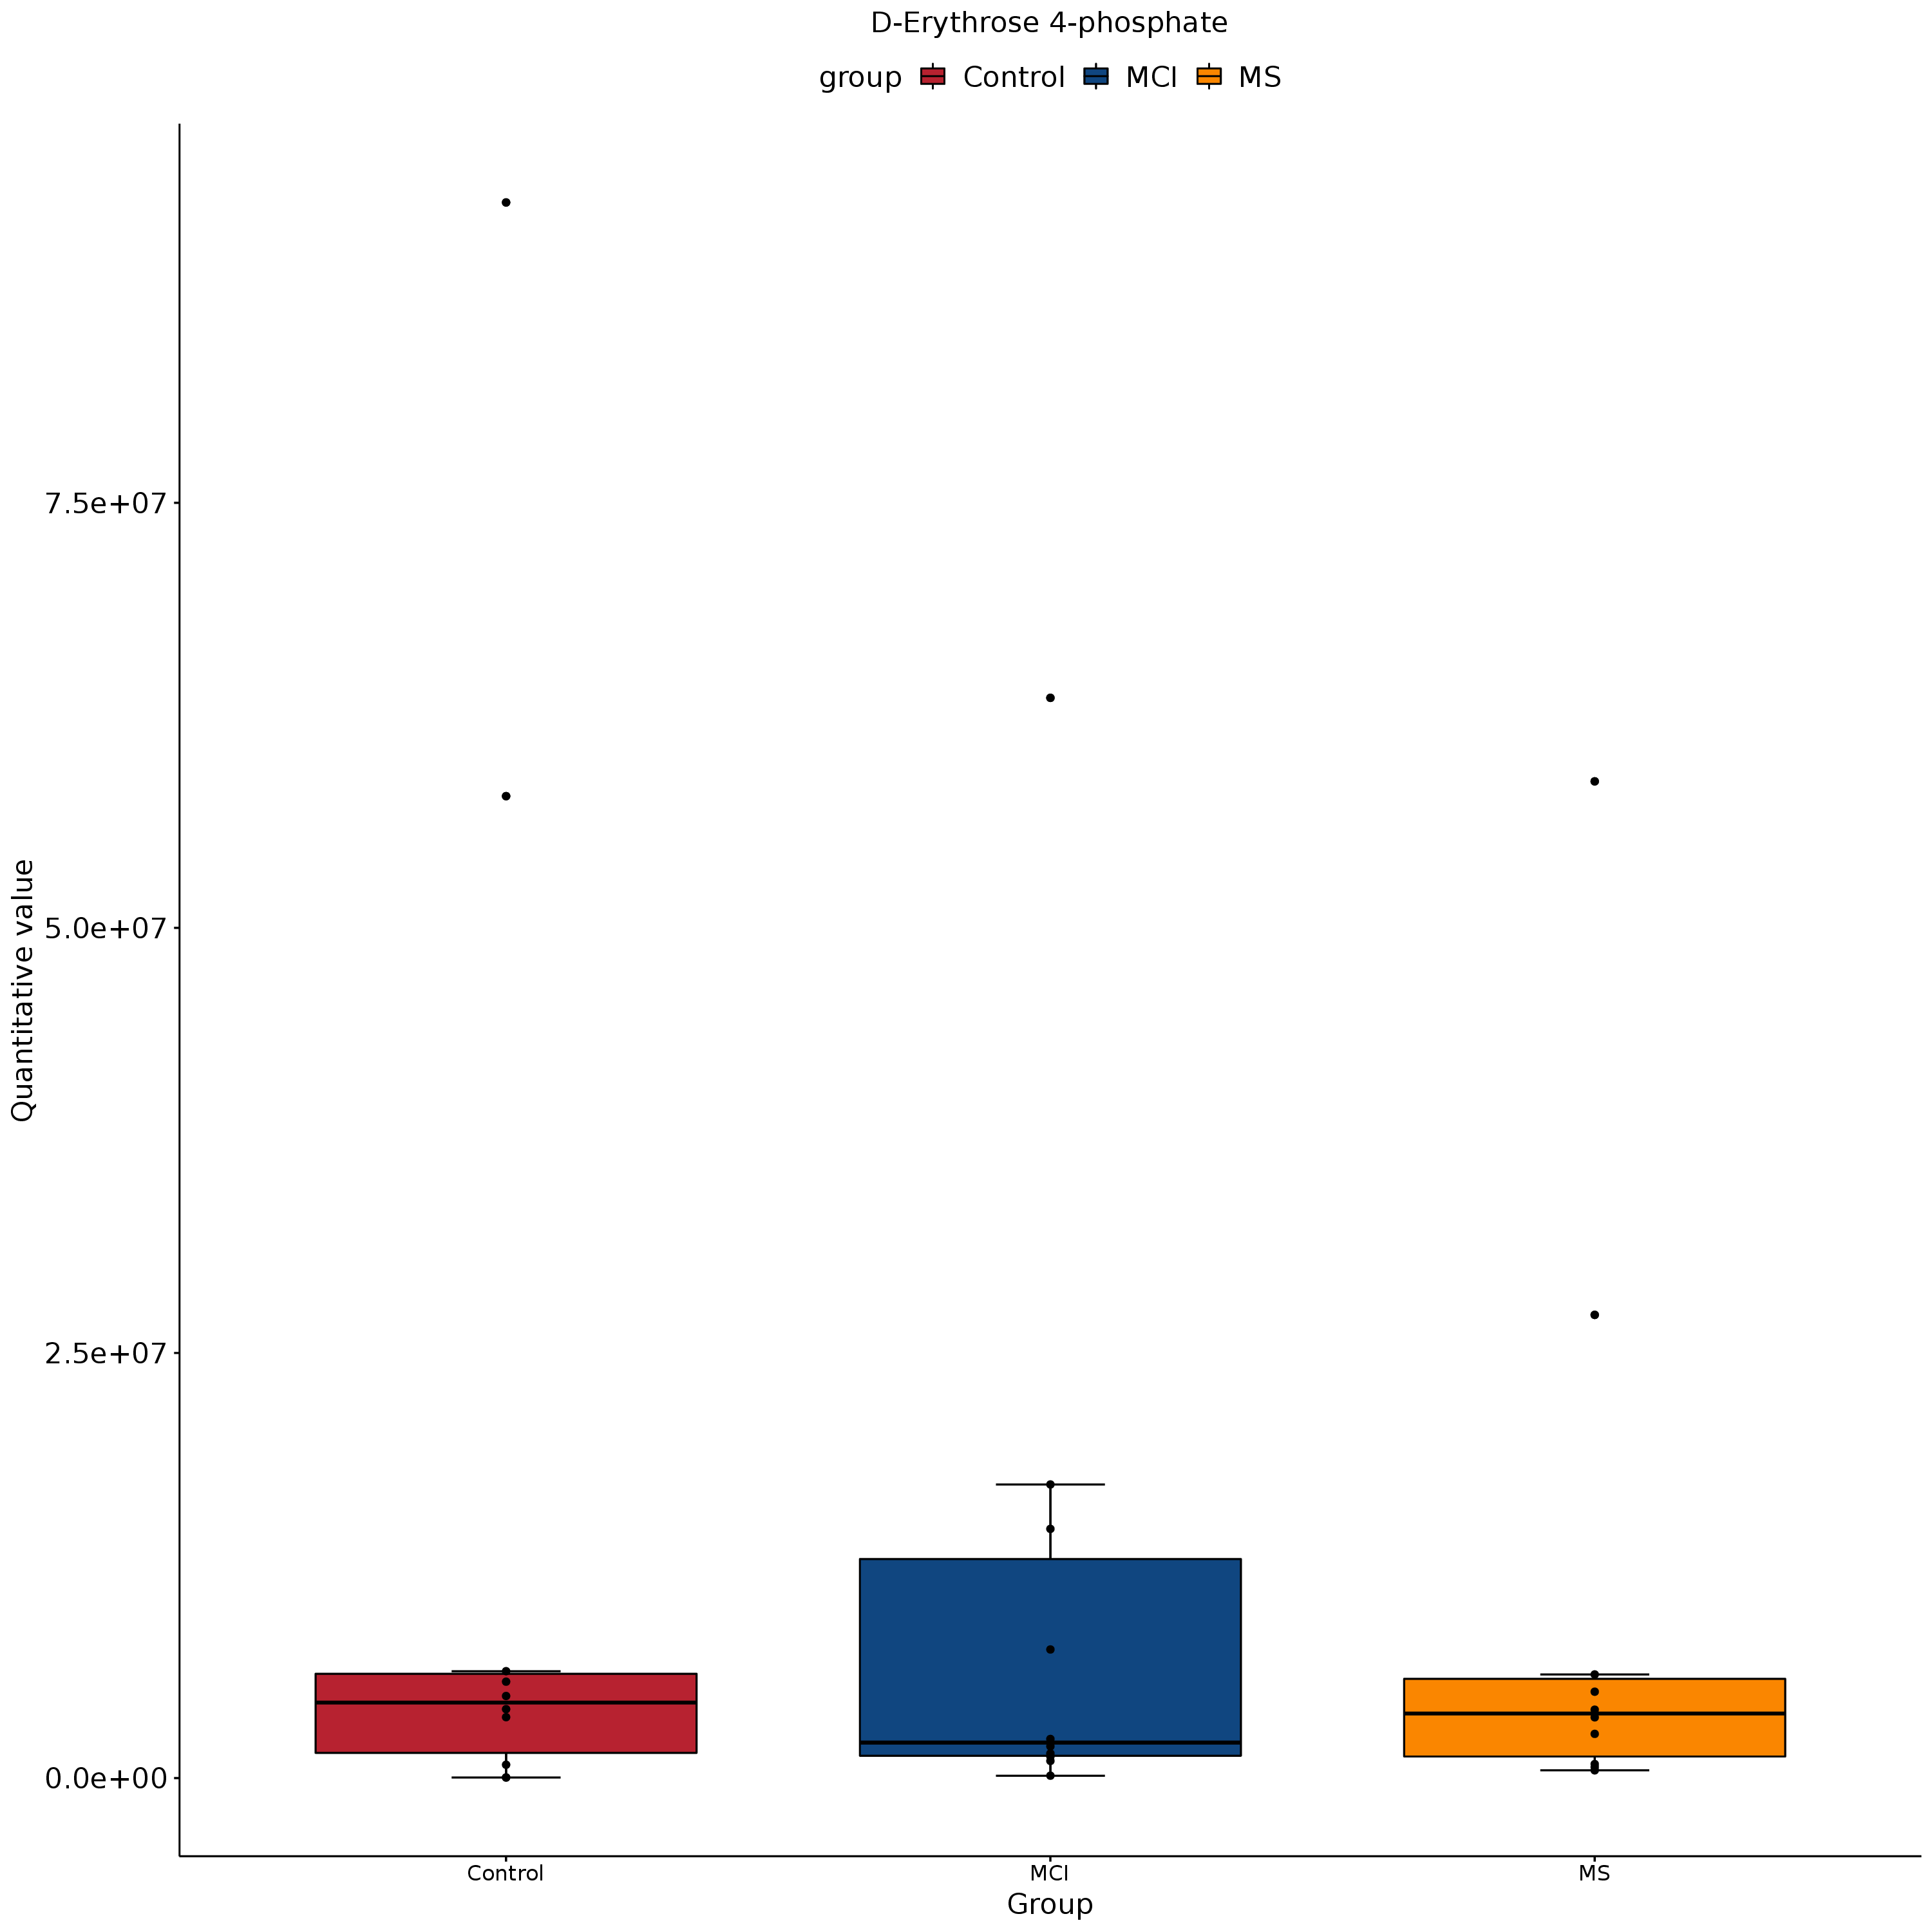 D-Erythrose 4-phosphate
group Control MCI MS
Quantitative value
7.5e+07
5.0e+07
2.5e+07
0.0e+00
Control MCI MS
Group